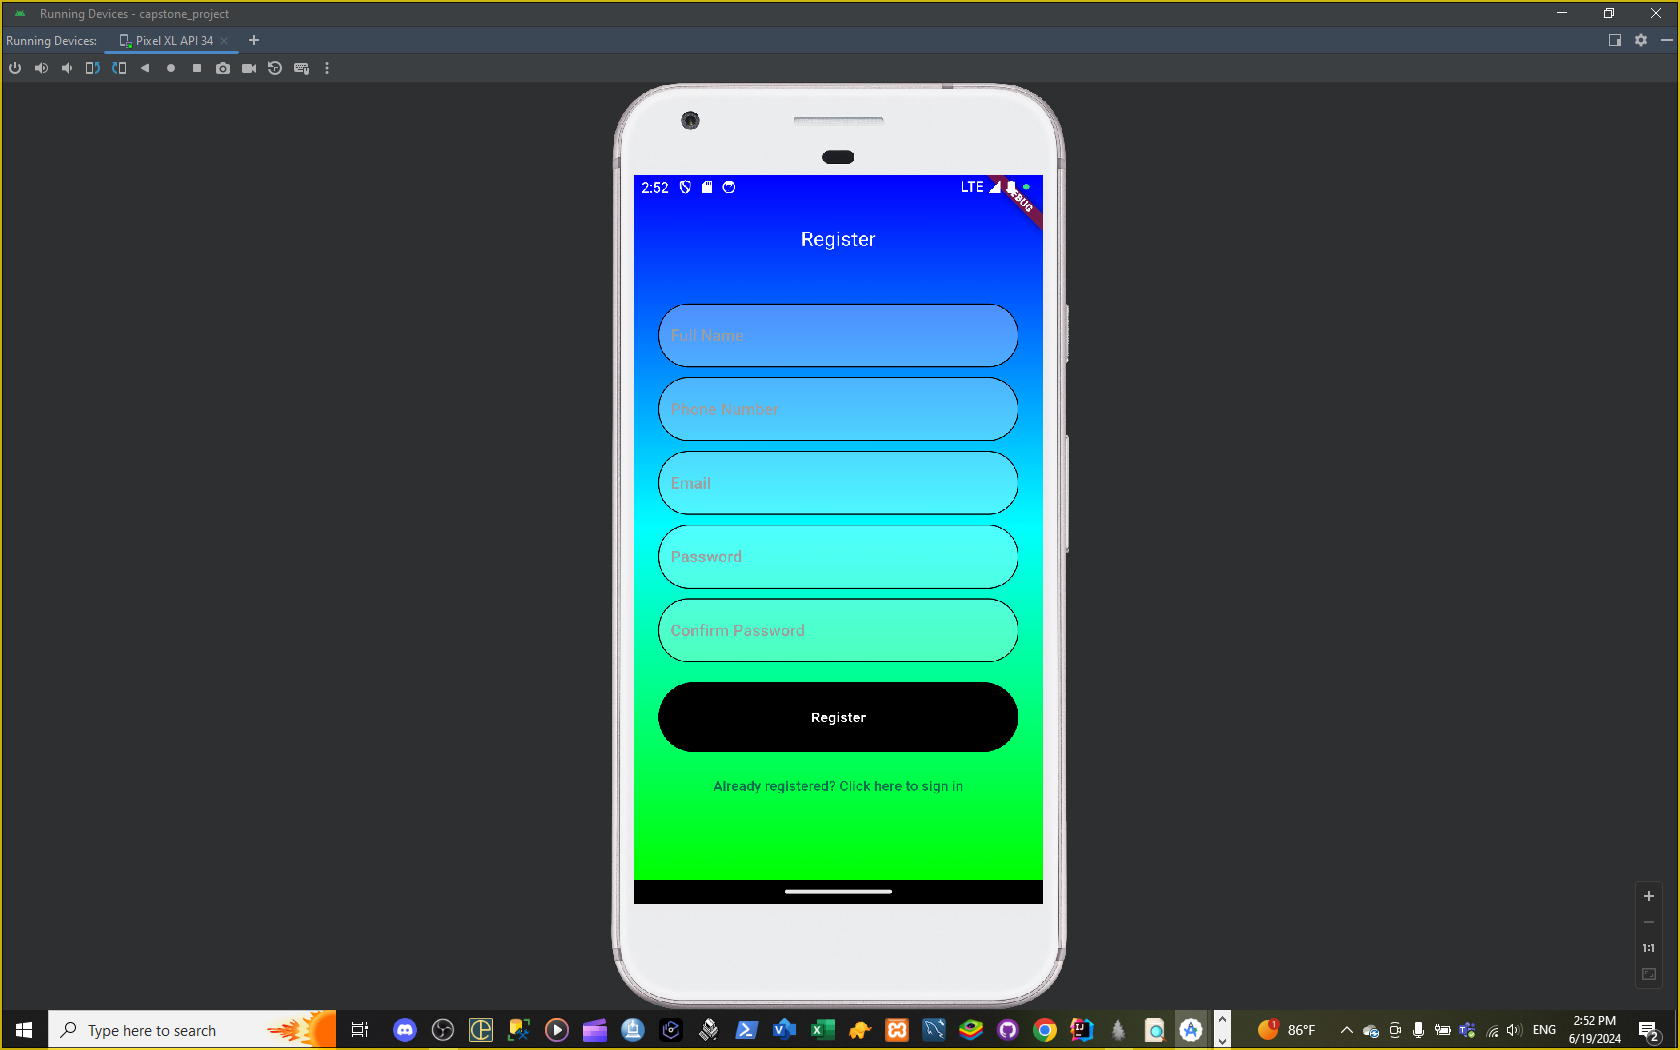 Running Devices - capstone_project
Running Devices:
Pixel XL API 34
2:52
LTE
DEBUG
Register
Full Name
Phone Number
Email
Password
Confirm Password
Register
Already registered? Click here to sign in
1:1
Type here to search
86°F
ENG
2:52 PM
6/19/2024